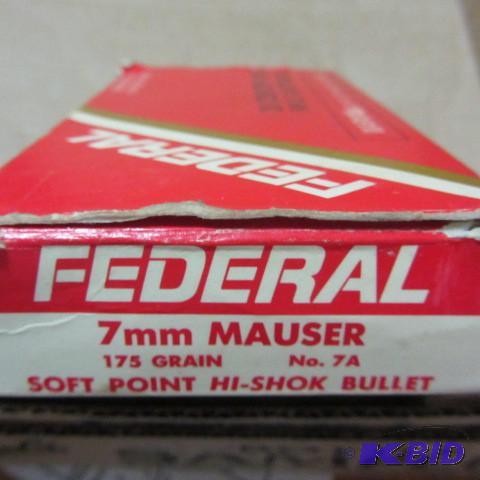 FEDERAL
FEDERAL
7mm MAUSER
175 GRAIN No. 7A
SOFT POINT HI-SHOK BULLET
K-BID